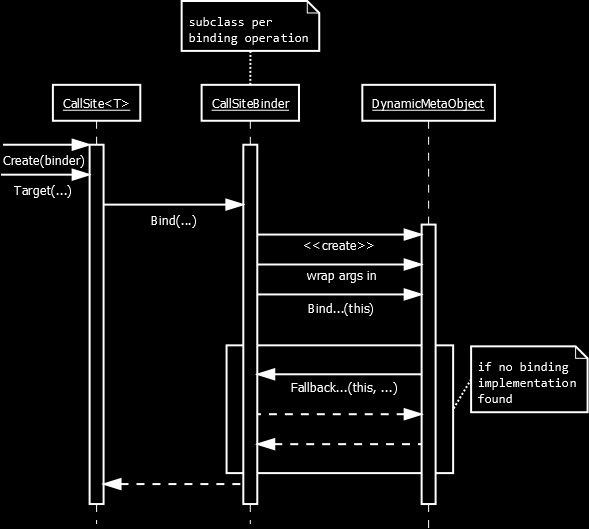 subclass per
binding operation
CallSite<T>
CallSiteBinder
DynamicMetaObject
Create(binder)
Target(...)
Bind(...)
<<create>>
wrap args in
Bind...(this)
if no binding
implementation
found
Fallback...(this, ...)